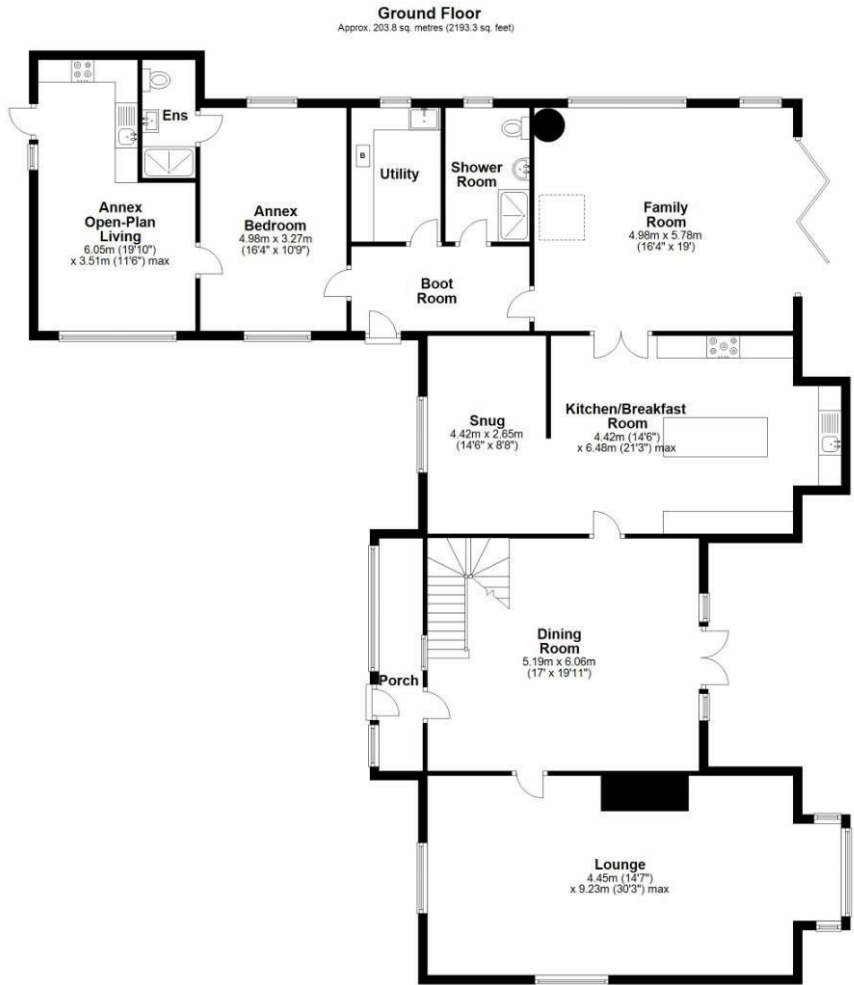 Ground Floor
Approx. 203.8 sq. metres (2193.3 sq. feet)
Ens
Annex
Open-Plan
Living
6.05m (19'10")
x 3.51m (11'6") max
Annex
Bedroom
4.98m x 3.27m
(16'4" x 10'9")
B
Utility
Shower
Room
Family
Room
4.98m x 5.78m
(16'4" x 19')
Boot
Room
Snug
4.42m x 2.65m
(14'6" x 8'8")
Kitchen/Breakfast
Room
4.42m (14'6")
x 6.48m (21'3") max
Porch
Dining
Room
5.19m x 6.06m
(17' x 19'11")
Lounge
4.45m (14'7")
x 9.23m (30'3") max